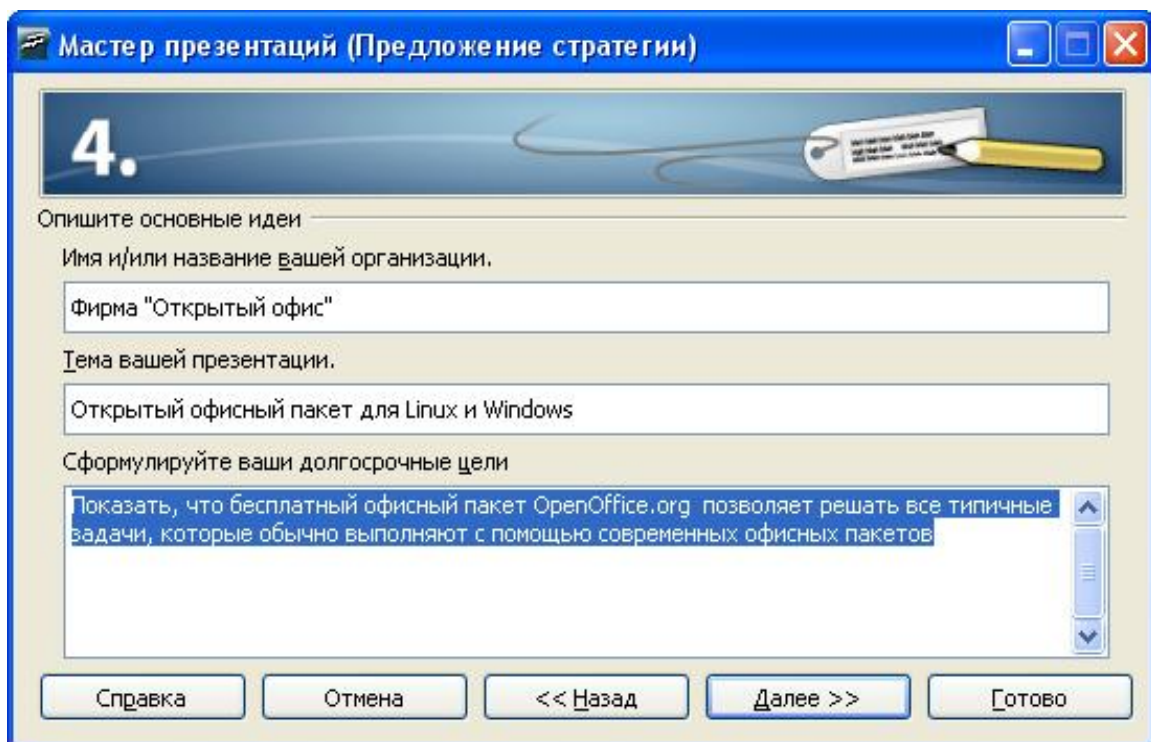 Мастер презентаций (Предложение стратегии)
4.
Опишите основные идеи
Имя и/или название вашей организации.
Фирма "Открытый офис"
Тема вашей презентации.
Открытый офисный пакет для Linux и Windows
Сформулируйте ваши долгосрочные цели
Показать, что бесплатный офисный пакет OpenOffice.org позволяет решать все типичные
задачи, которые обычно выполняют с помощью современных офисных пакетов
Справка
Отмена
<< Назад
Далее >>
Готово